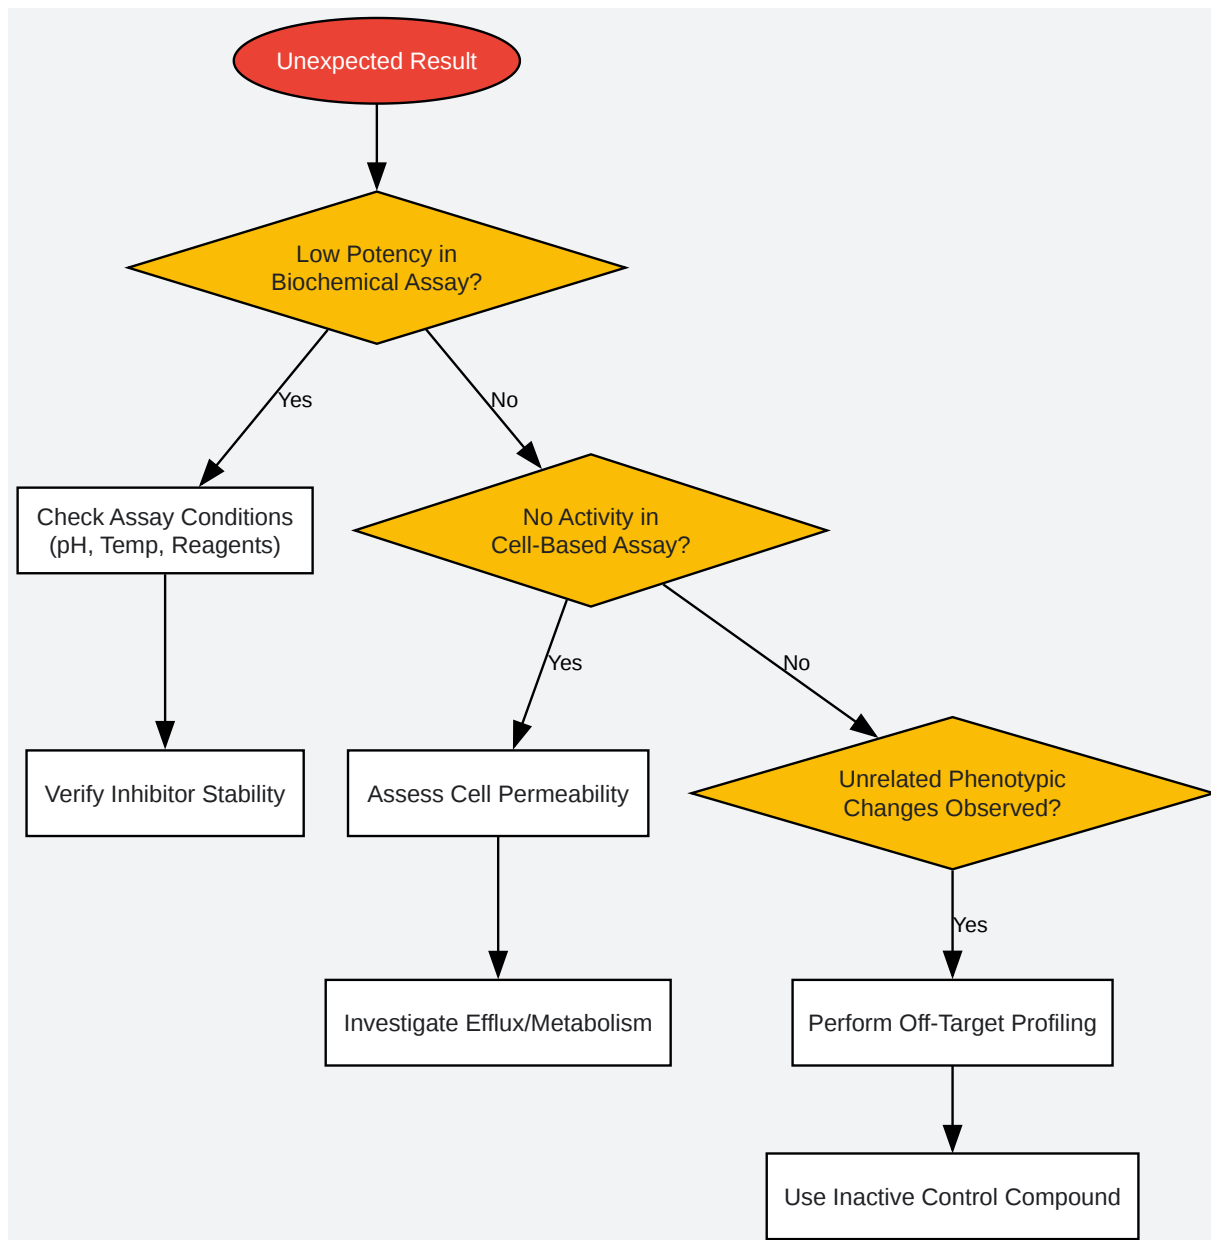 Unexpected Result
Low Potency in
Biochemical Assay?
Yes
No
Check Assay Conditions
(pH, Temp, Reagents)
No Activity in
Cell-Based Assay?
Yes
No
Verify Inhibitor Stability
Assess Cell Permeability
Unrelated Phenotypic
Changes Observed?
Yes
Investigate Efflux/Metabolism
Perform Off-Target Profiling
Use Inactive Control Compound